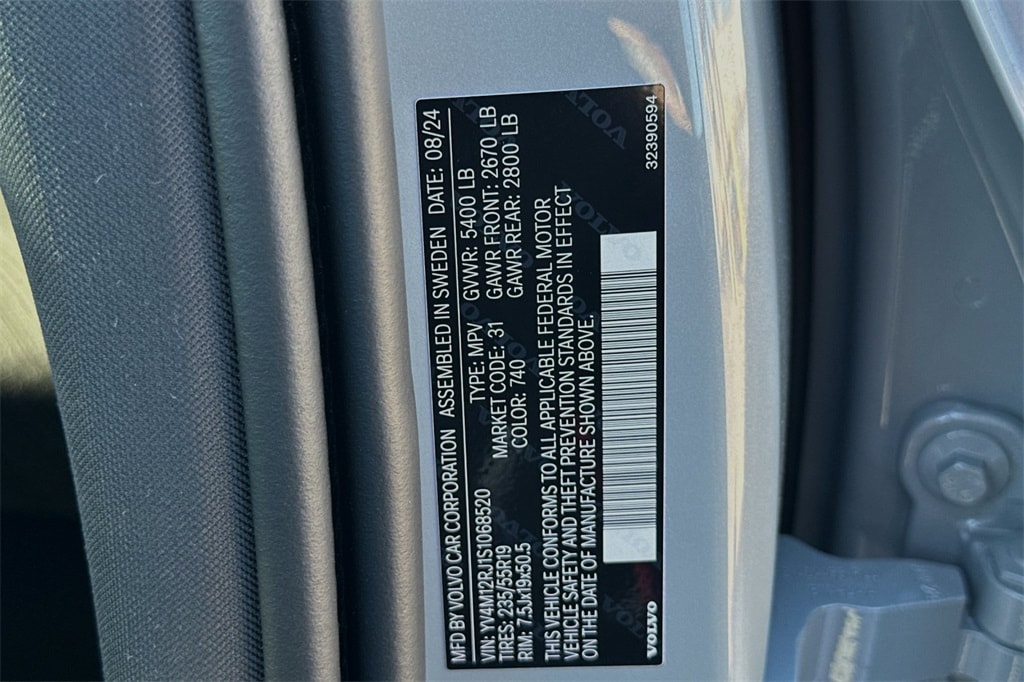 MFD BY VOLVO CAR CORPORATION ASSEMBLED IN SWEDEN DATE: 08/24
VIN: YV4M12RJ1S1068520 TYPE: MPV GVWR: 5400 LB
TIRES: 235/55R19 MARKET CODE: 31 GAWR FRONT: 2670 LB
RIM: 7.5Jx19x50.5 COLOR: 740 GAWR REAR: 2800 LB
THIS VEHICLE CONFORMS TO ALL APPLICABLE FEDERAL MOTOR
VEHICLE SAFETY AND THEFT PREVENTION STANDARDS IN EFFECT
ON THE DATE OF MANUFACTURE SHOWN ABOVE.
VOLVO 32390594